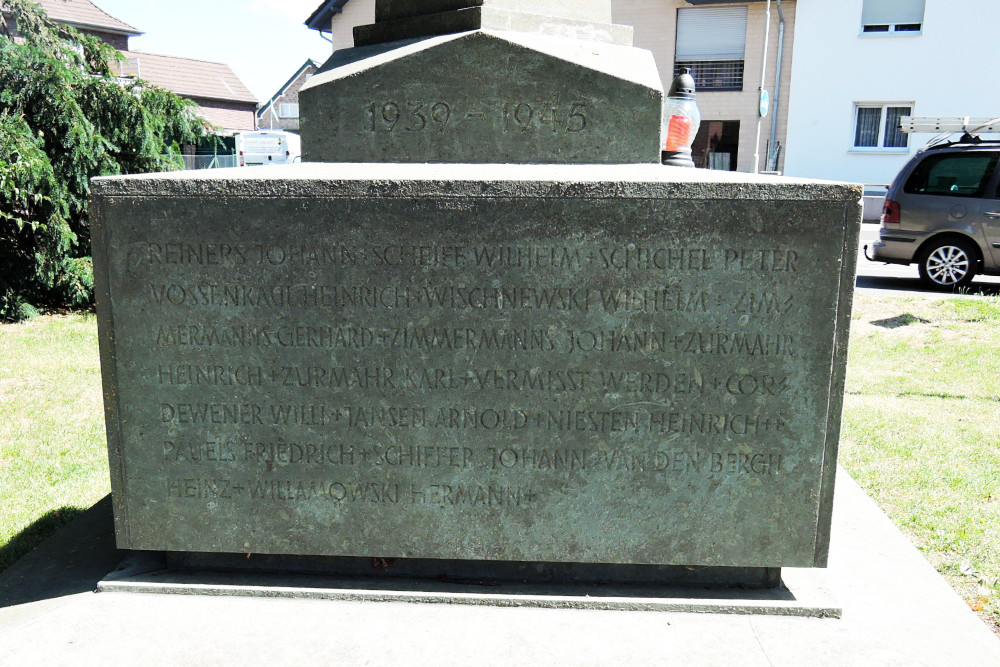 1939 - 1945
REINERS JOHANN + SCHEIFF WILHELM + SCHICHEL PETER
VOSSENKAUL HEINRICH + WISCHNEWSKI WILHELM + ZIM⸗
MERMANNS GERHARD + ZIMMERMANNS JOHANN + ZURMAHR
HEINRICH + ZURMAHR KARL + VERMISST WERDEN + COR⸗
DEWENER WILLI + JANSEN ARNOLD + NIESTEN HEINRICH +
PAUELS FRIEDRICH + SCHIFFER JOHANN VAN DEN BERGH
HEINZ + WILLAMOWSKI HERMANN +